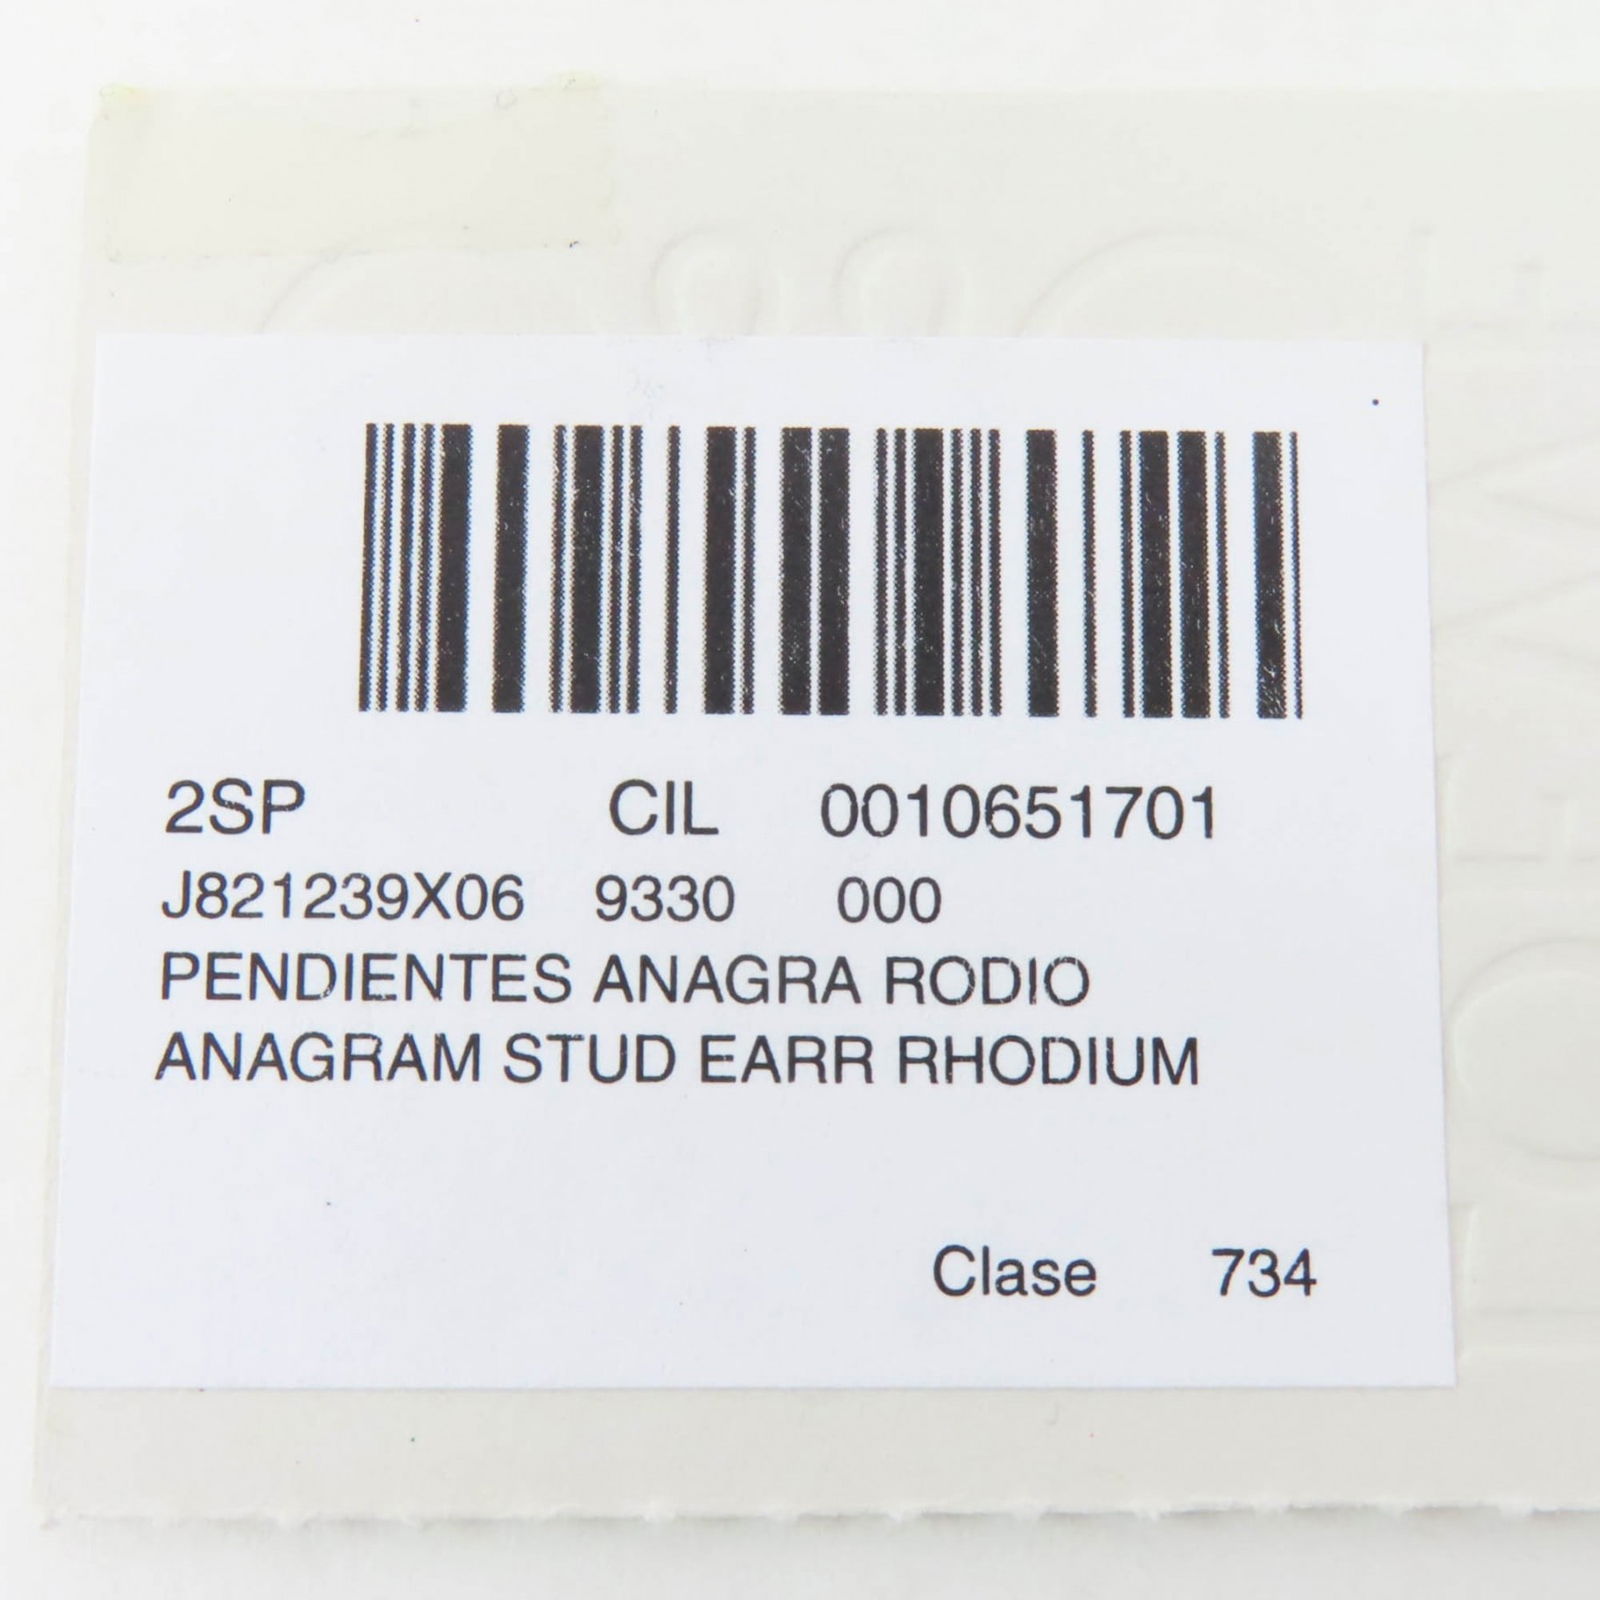 2SP CIL 0010651701
J821239X06 9330 000
PENDIENTES ANAGRA RODIO
ANAGRAM STUD EARR RHODIUM
Clase 734